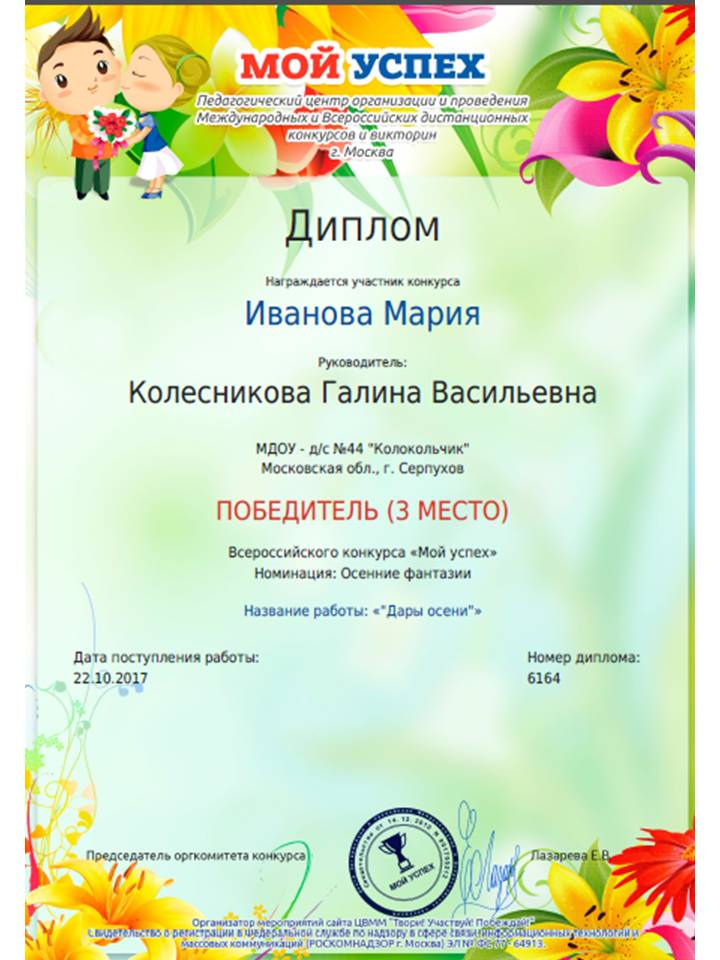 МОЙ УСПЕХ
Педагогический центр организации и проведения
Международных и Всероссийских дистанционных
конкурсов и викторин
г. Москва
Диплом
Награждается участник конкурса
Иванова Мария
Руководитель:
Колесникова Галина Васильевна
МДОУ - д/с №44 "Колокольчик"
Московская обл., г. Серпухов
ПОБЕДИТЕЛЬ (3 МЕСТО)
Всероссийского конкурса «Мой успех»
Номинация: Осенние фантазии
Название работы: «"Дары осени"»
Дата поступления работы:
22.10.2017
Номер диплома:
6164
Председатель оргкомитета конкурса
МОЙ УСПЕХ
Лазарева Е.В.
Организатор мероприятий сайта ЦВММ "Твори! Участвуй! Побеждай!"
Свидетельство о регистрации в Федеральной службе по надзору в сфере связи, информационных технологий и
массовых коммуникаций (РОСКОМНАДЗОР г. Москва) ЭЛ № ФС 77 - 64913.